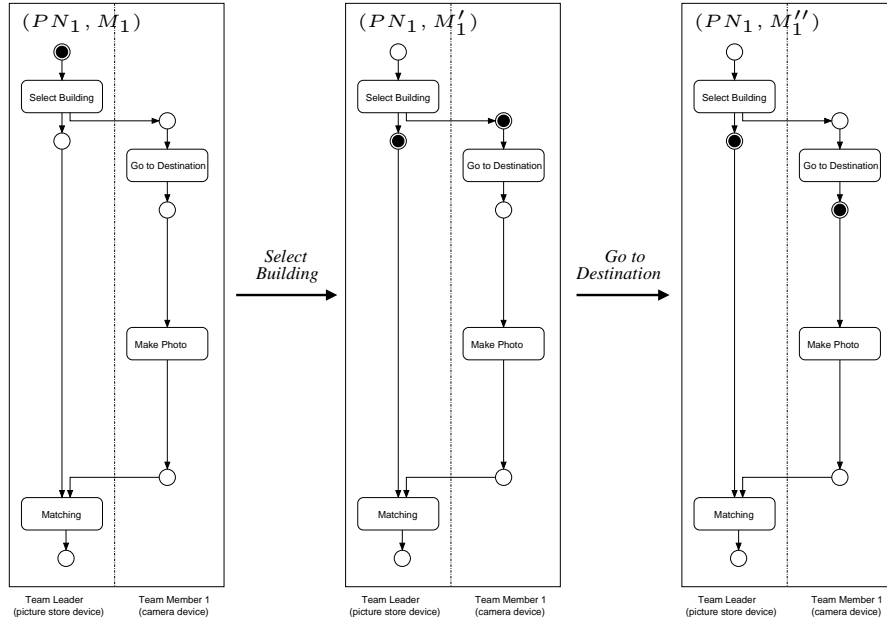 (PN₁, M₁)
Select Building
Go to Destination
Make Photo
Matching
Team Leader
(picture store device)
Team Member 1
(camera device)
Select
Building
(PN₁, M₁′)
Select Building
Go to Destination
Make Photo
Matching
Team Leader
(picture store device)
Team Member 1
(camera device)
Go to
Destination
(PN₁, M₁′′)
Select Building
Go to Destination
Make Photo
Matching
Team Leader
(picture store device)
Team Member 1
(camera device)